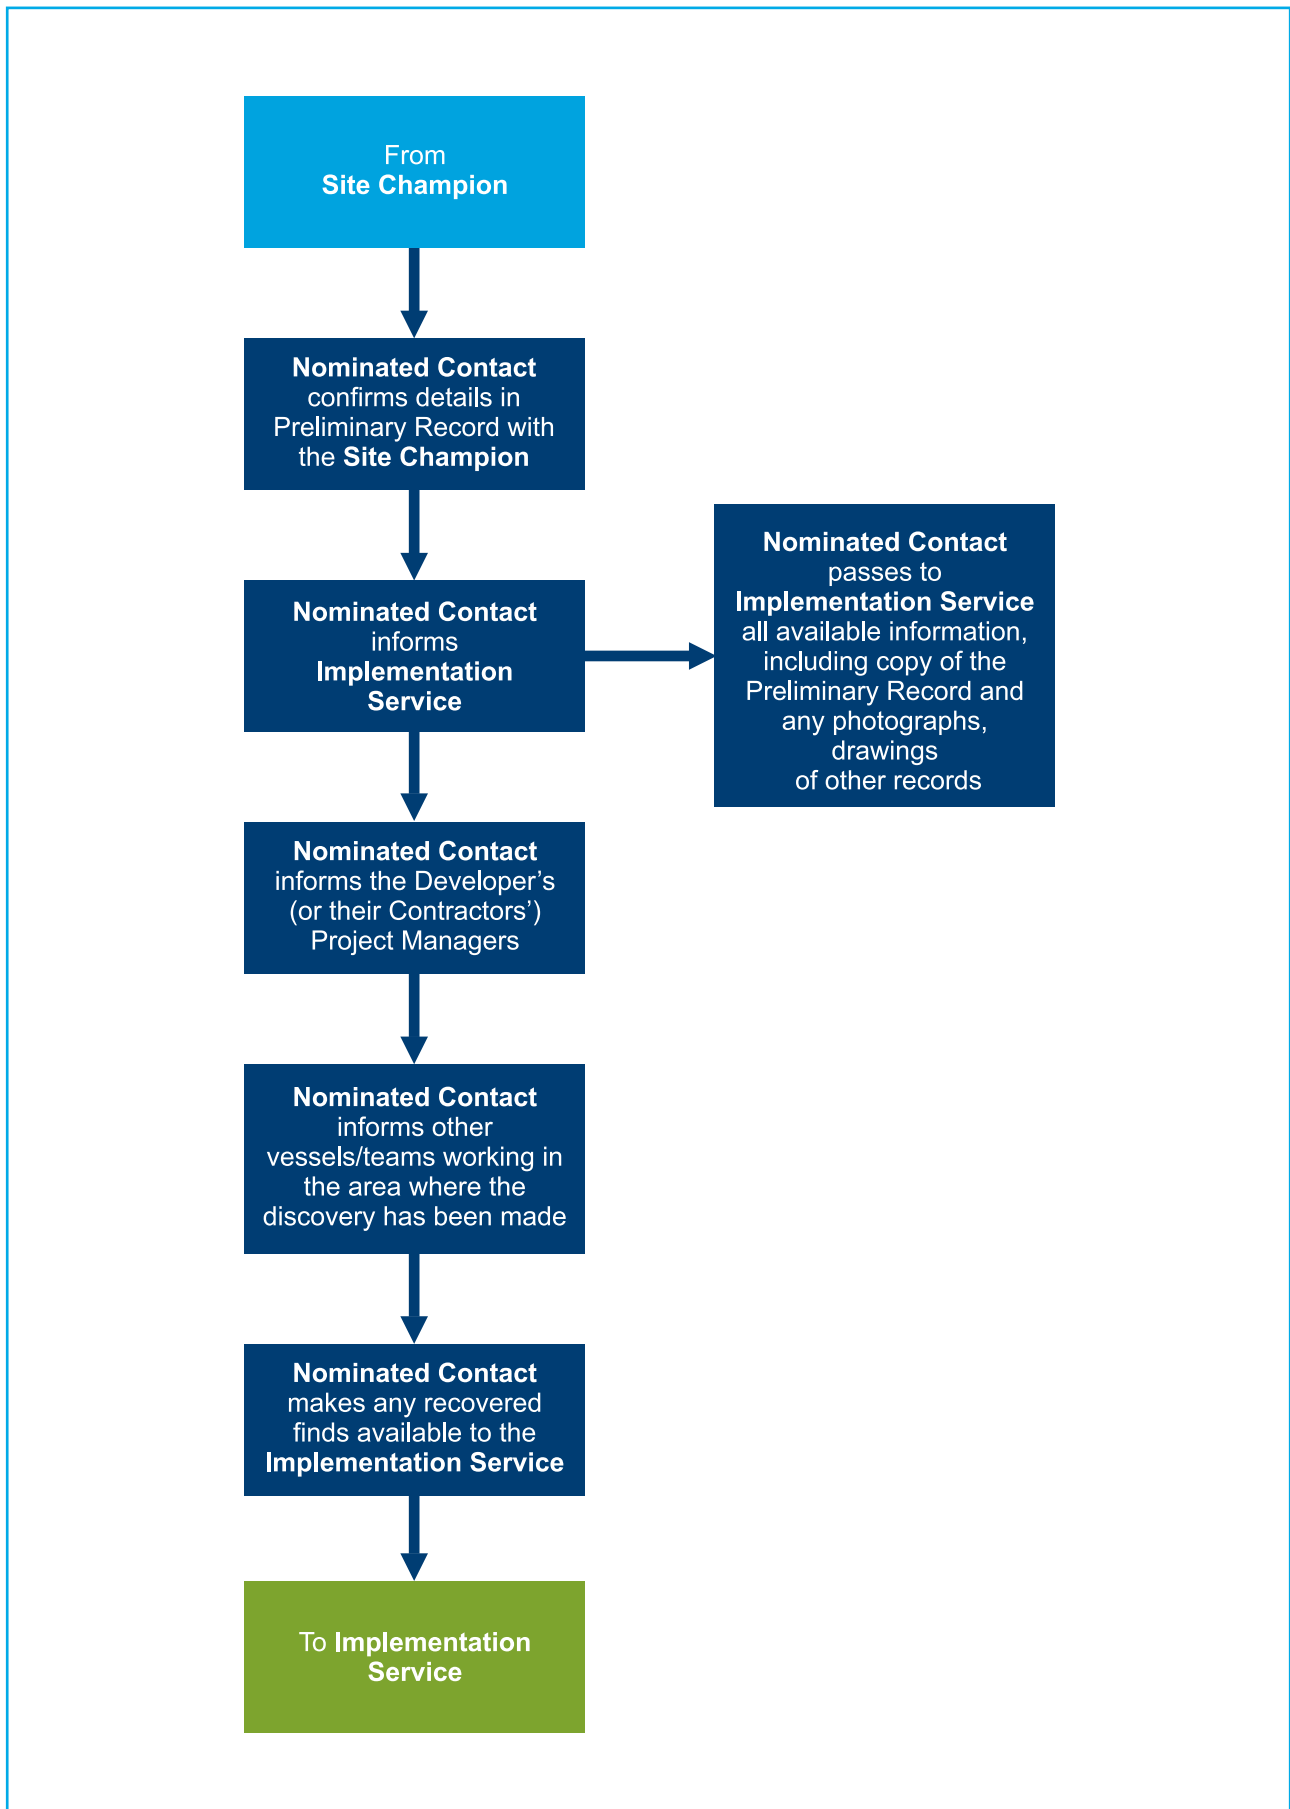 From
Site Champion
Nominated Contact
confirms details in
Preliminary Record with
the Site Champion
Nominated Contact
informs
Implementation
Service
Nominated Contact
passes to
Implementation Service
all available information,
including copy of the
Preliminary Record and
any photographs,
drawings
of other records
Nominated Contact
informs the Developer’s
(or their Contractors’)
Project Managers
Nominated Contact
informs other
vessels/teams working in
the area where the
discovery has been made
Nominated Contact
makes any recovered
finds available to the
Implementation Service
To Implementation
Service